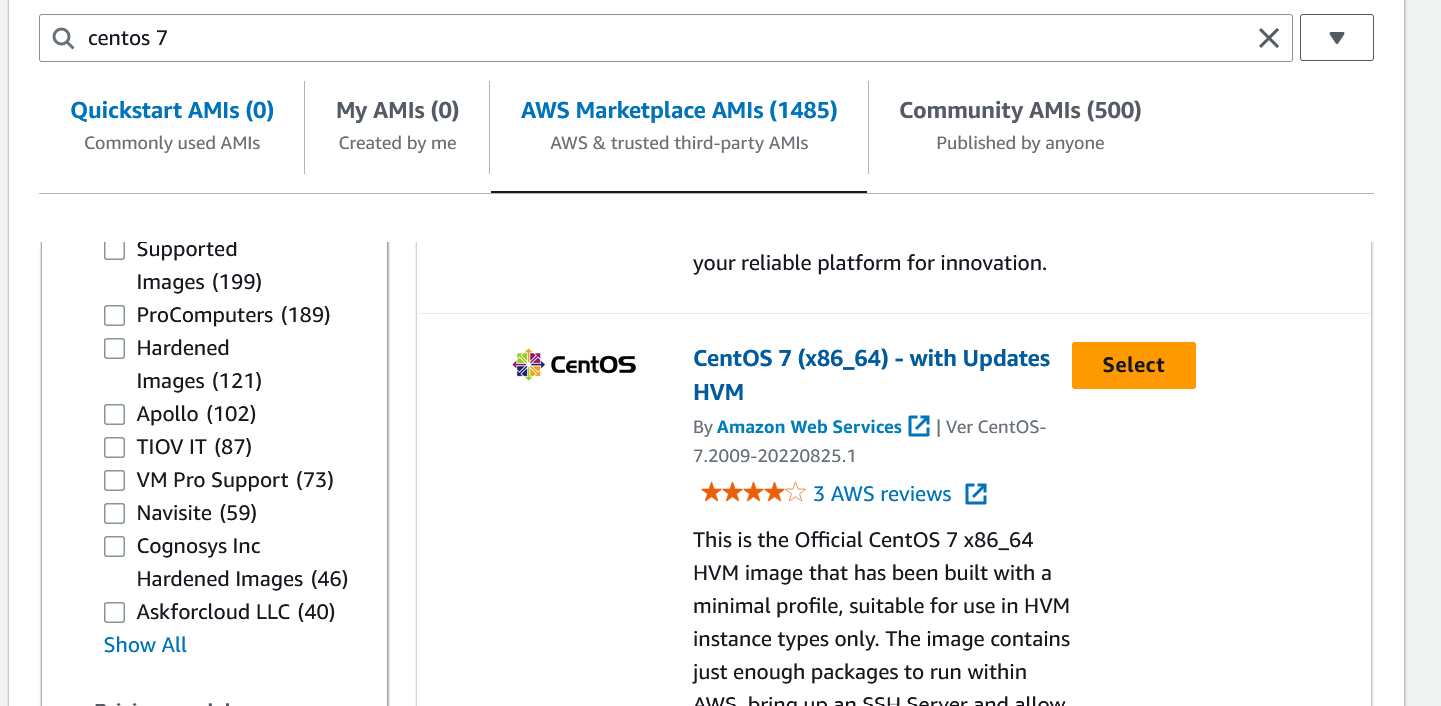 centos 7
Quickstart AMIs (0)
Commonly used AMIs
My AMIs (0)
Created by me
AWS Marketplace AMIs (1485)
AWS & trusted third-party AMIs
Community AMIs (500)
Published by anyone
Supported
Images (199)
ProComputers (189)
Hardened
Images (121)
Apollo (102)
TIOV IT (87)
VM Pro Support (73)
Navisite (59)
Cognosys Inc
Hardened Images (46)
Askforcloud LLC (40)
Show All
your reliable platform for innovation.
CentOS
CentOS 7 (x86_64) - with Updates
HVM
Select
By Amazon Web Services | Ver CentOS-
7.2009-20220825.1
3 AWS reviews
This is the Official CentOS 7 x86_64
HVM image that has been built with a
minimal profile, suitable for use in HVM
instance types only. The image contains
just enough packages to run within
AWS, bring up an SSH Server and allow